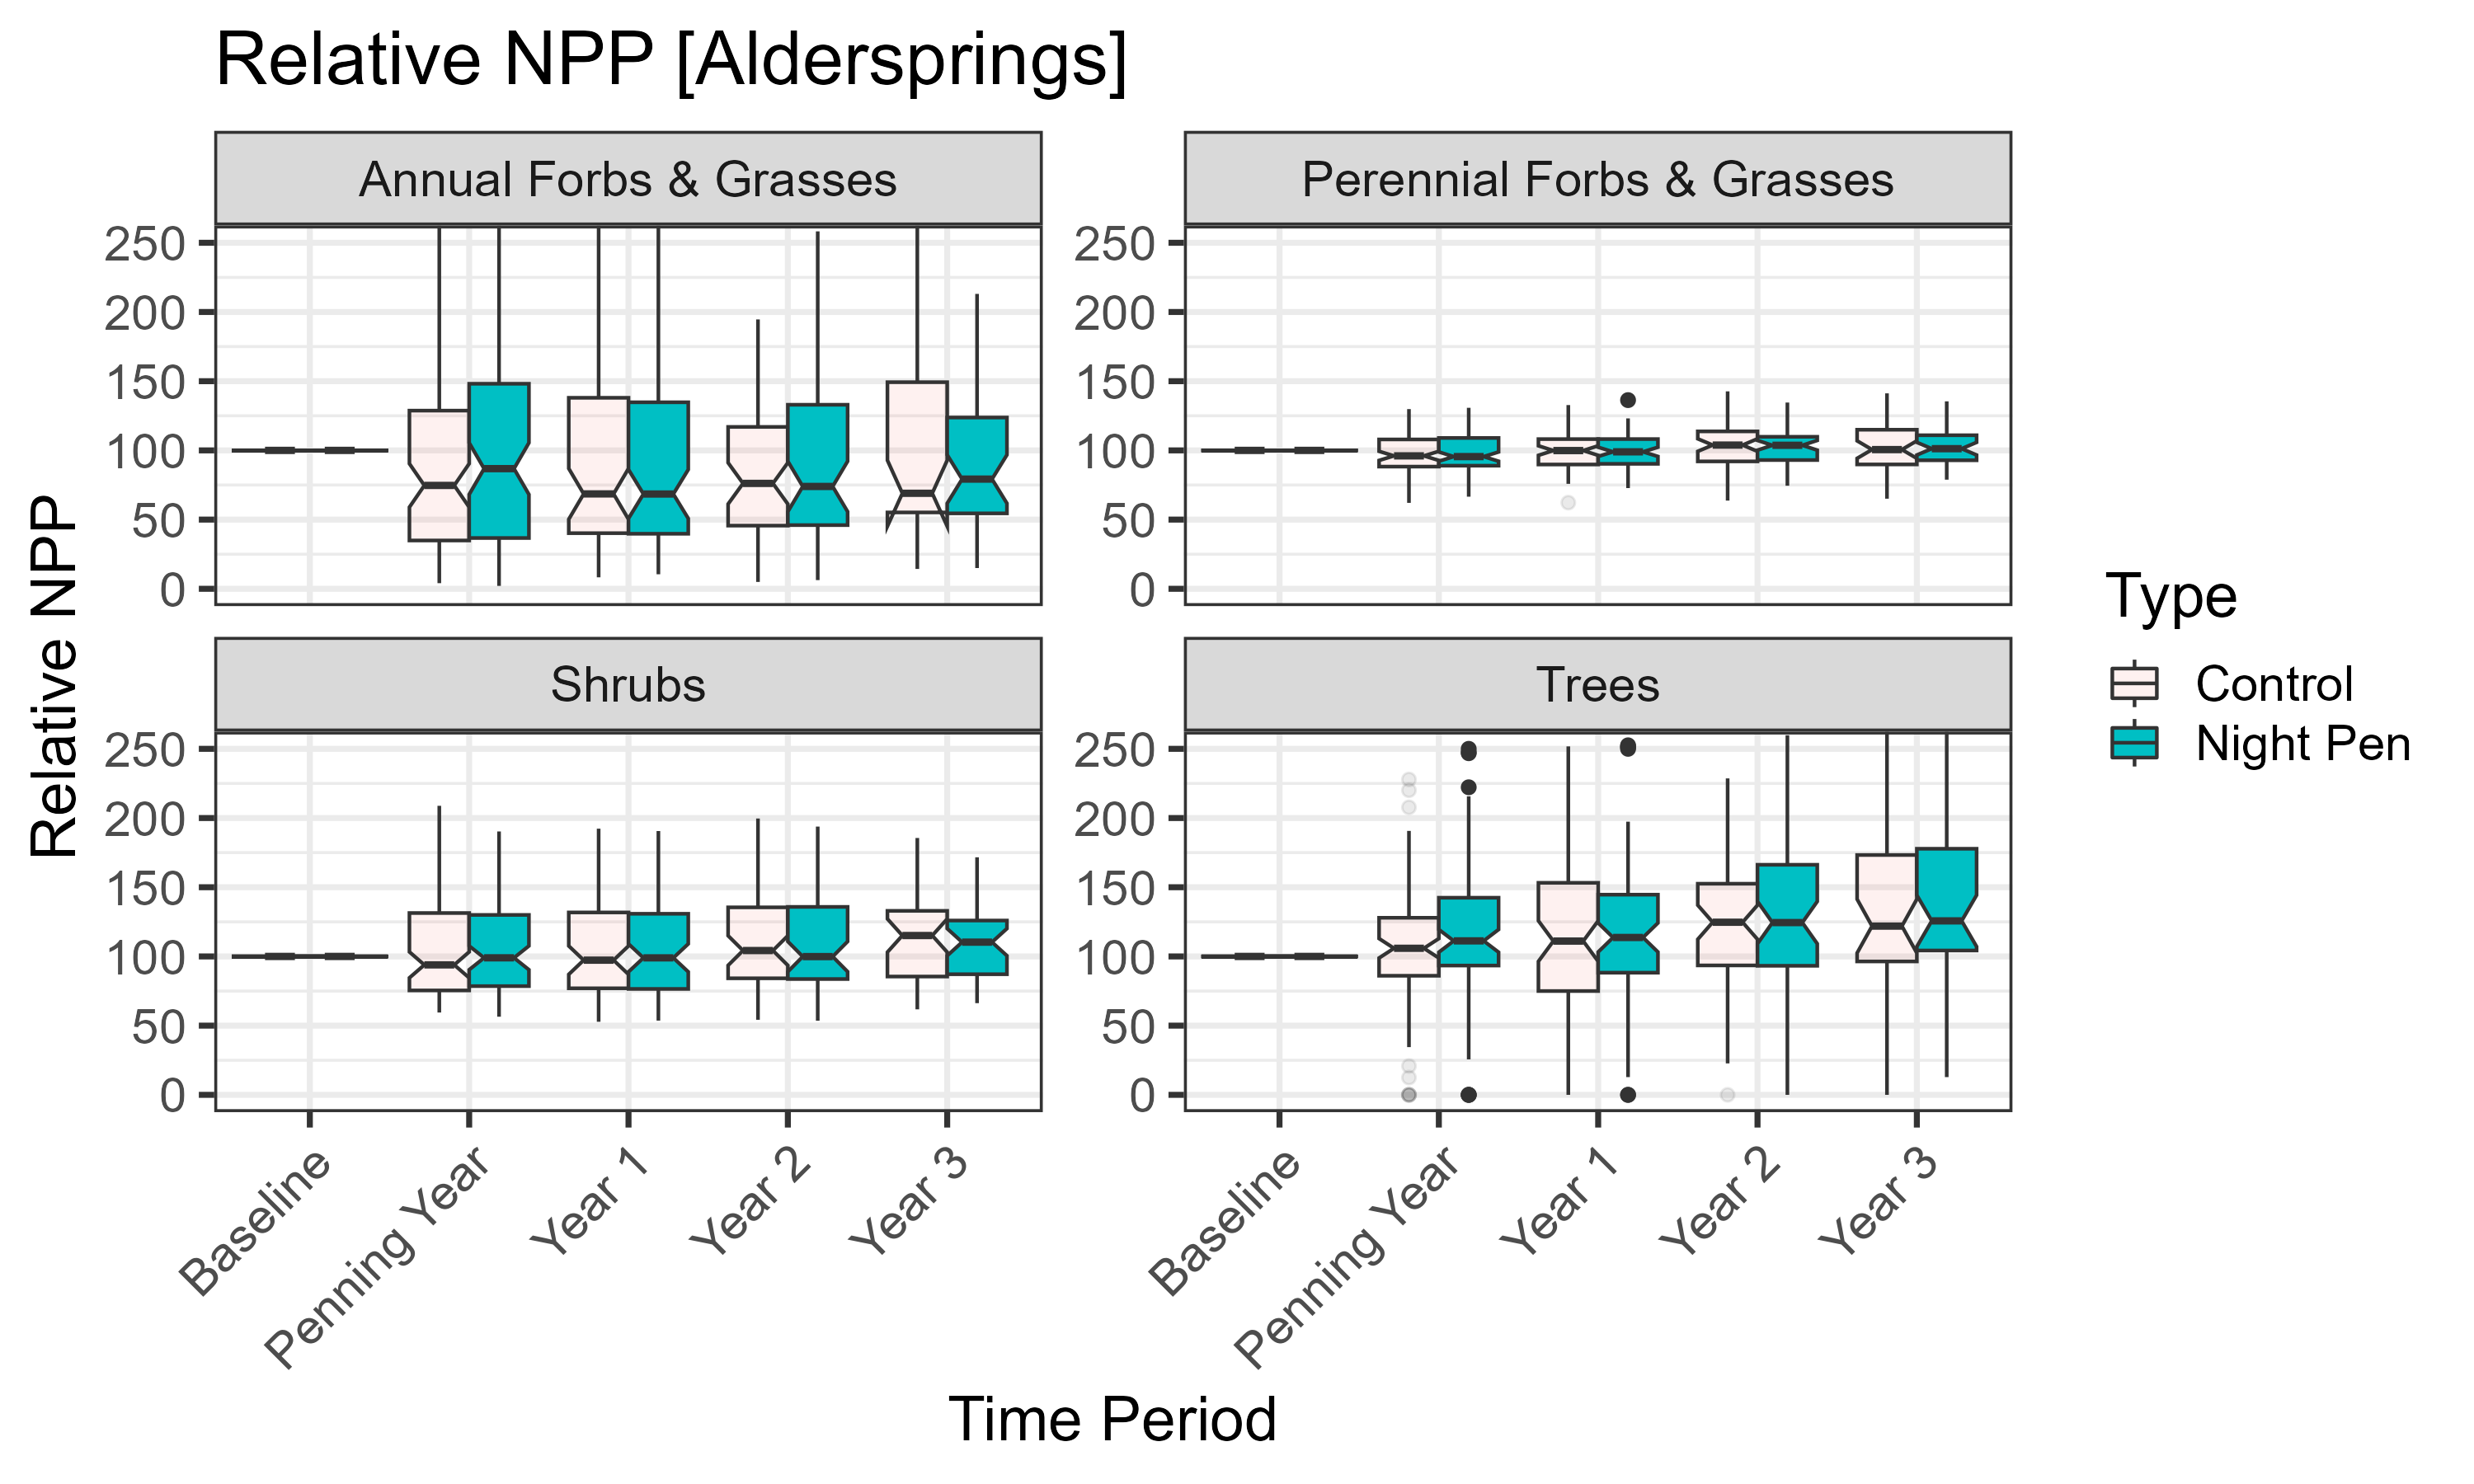 Relative NPP [Aldersprings]
Annual Forbs & Grasses
Perennial Forbs & Grasses
250
200
150
100
50
0
250
200
150
100
50
0
Shrubs
Trees
250
200
150
100
50
0
250
200
150
100
50
0
Baseline
Penning Year
Year 1
Year 2
Year 3
Baseline
Penning Year
Year 1
Year 2
Year 3
Relative NPP
Time Period
Type
Control
Night Pen